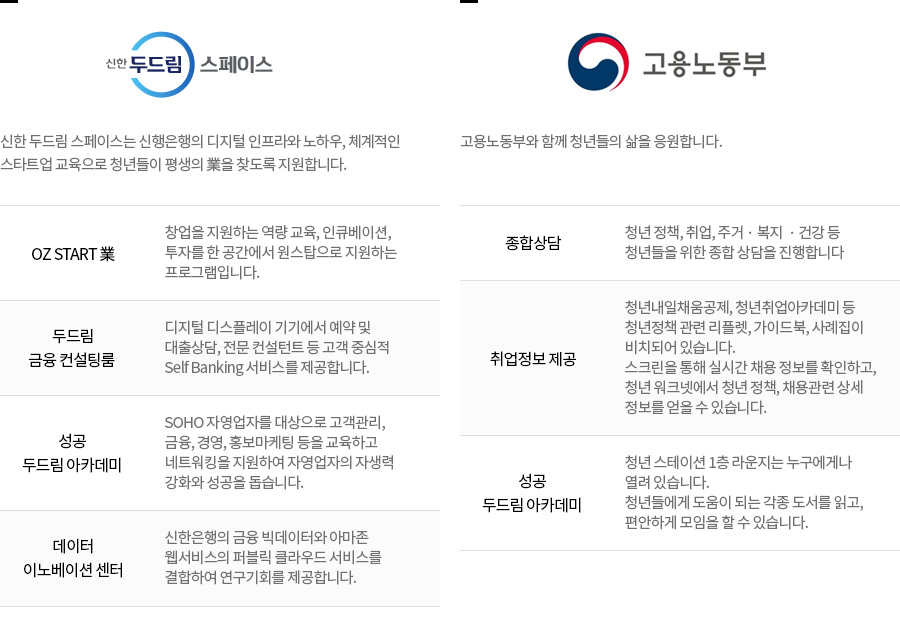 신한 두드림 스페이스
신한 두드림 스페이스는 신행은행의 디지털 인프라와 노하우, 체계적인
스타트업 교육으로 청년들이 평생의 業을 찾도록 지원합니다.
OZ START 業
창업을 지원하는 역량 교육, 인큐베이션,
투자를 한 공간에서 원스탑으로 지원하는
프로그램입니다.
두드림
금융 컨설팅룸
디지털 디스플레이 기기에서 예약 및
대출상담, 전문 컨설턴트 등 고객 중심적
Self Banking 서비스를 제공합니다.
성공
두드림 아카데미
SOHO 자영업자를 대상으로 고객관리,
금융, 경영, 홍보마케팅 등을 교육하고
네트워킹을 지원하여 자영업자의 자생력
강화와 성공을 돕습니다.
데이터
이노베이션 센터
신한은행의 금융 빅데이터와 아마존
웹서비스의 퍼블릭 클라우드 서비스를
결합하여 연구기회를 제공합니다.
고용노동부
고용노동부와 함께 청년들의 삶을 응원합니다.
종합상담
청년 정책, 취업, 주거 · 복지 · 건강 등
청년들을 위한 종합 상담을 진행합니다
취업정보 제공
청년내일채움공제, 청년취업아카데미 등
청년정책 관련 리플렛, 가이드북, 사례집이
비치되어 있습니다.
스크린을 통해 실시간 채용 정보를 확인하고,
청년 워크넷에서 청년 정책, 채용관련 상세
정보를 얻을 수 있습니다.
성공
두드림 아카데미
청년 스테이션 1층 라운지는 누구에게나
열려 있습니다.
청년들에게 도움이 되는 각종 도서를 읽고,
편안하게 모임을 할 수 있습니다.